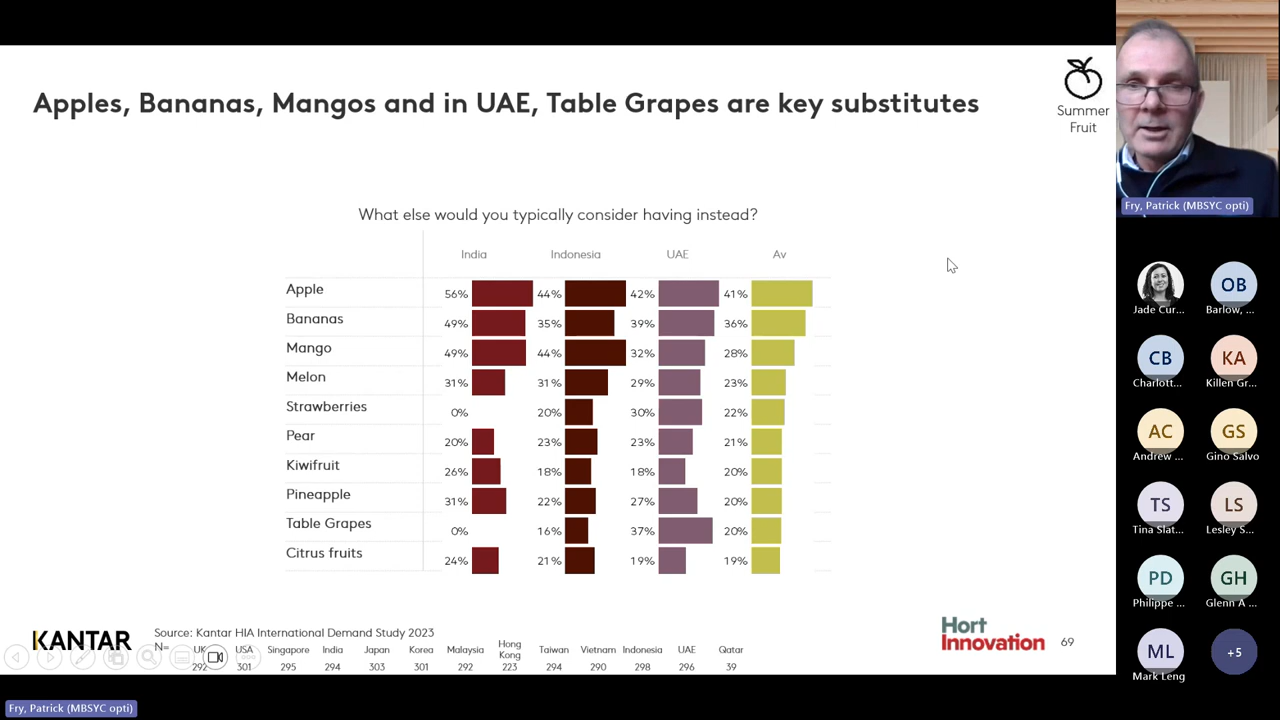 Apples, Bananas, Mangos and in UAE, Table Grapes are key substitutes
Summer
Fruit
What else would you typically consider having instead?
India Indonesia UAE Av
Apple 56% 44% 42% 41%
Bananas 49% 35% 39% 36%
Mango 49% 44% 32% 28%
Melon 31% 31% 29% 23%
Strawberries 0% 20% 30% 22%
Pear 20% 23% 23% 21%
Kiwifruit 26% 18% 18% 20%
Pineapple 31% 22% 27% 20%
Table Grapes 0% 16% 37% 20%
Citrus fruits 24% 21% 19% 19%
KANTAR
Source: Kantar HIA International Demand Study 2023
N= UK USA Singapore India Japan Korea Malaysia Hong Kong Taiwan Vietnam Indonesia UAE Qatar
292 301 295 294 303 301 292 223 294 290 298 296 39
Hort
Innovation
69
Fry, Patrick (MBSYC opti)
Jade Cur...
OB
Barlow, ...
CB
Charlott...
KA
Killen Gr...
AC
Andrew ...
GS
Gino Salvo
TS
Tina Slat...
LS
Lesley S...
PD
Philippe ...
GH
Glenn A ...
ML
Mark Leng
+5
Fry, Patrick (MBSYC opti)